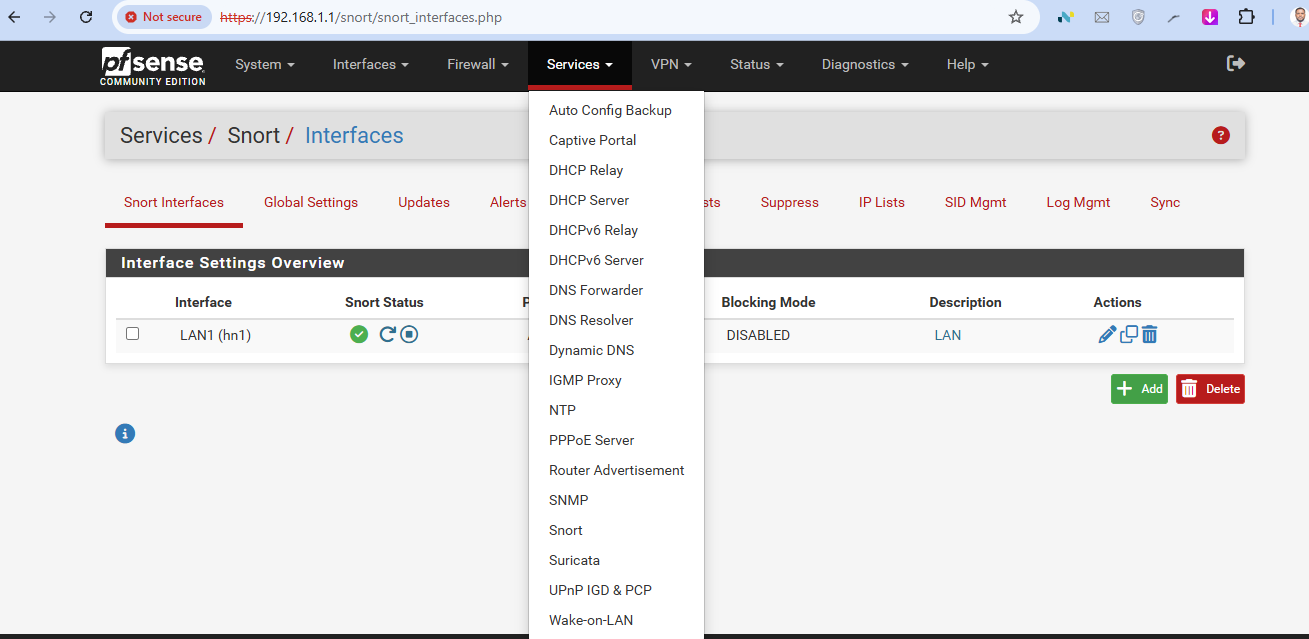 Not secure
https://192.168.1.1/snort/snort_interfaces.php
pfsense
COMMUNITY EDITION
System
Interfaces
Firewall
Services
VPN
Status
Diagnostics
Help
Auto Config Backup
Captive Portal
DHCP Relay
DHCP Server
DHCPv6 Relay
DHCPv6 Server
DNS Forwarder
DNS Resolver
Dynamic DNS
IGMP Proxy
NTP
PPPoE Server
Router Advertisement
SNMP
Snort
Suricata
UPnP IGD & PCP
Wake-on-LAN
Services / Snort / Interfaces
Snort Interfaces
Global Settings
Updates
Alerts
Suppress
IP Lists
SID Mgmt
Log Mgmt
Sync
Interface Settings Overview
Interface
Snort Status
Blocking Mode
Description
Actions
LAN1 (hn1)
DISABLED
LAN
Add
Delete